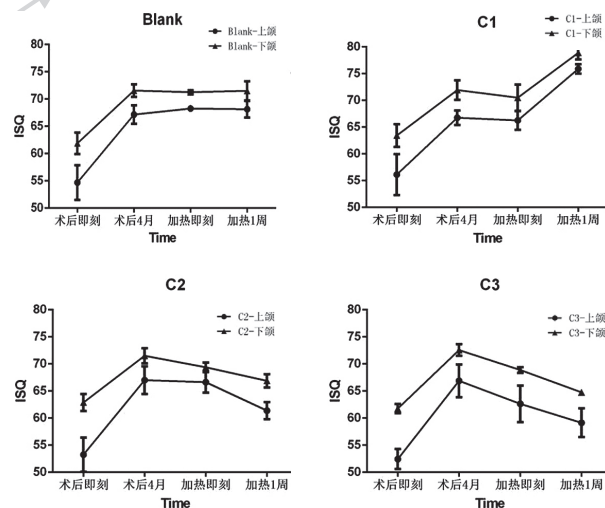 Blank
Blank-上颌
Blank-下颌
ISQ
80
75
70
65
60
55
50
术后即刻 术后4月 加热即刻 加热1周
Time
C1
C1-上颌
C1-下颌
ISQ
80
75
70
65
60
55
50
术后即刻 术后4月 加热即刻 加热1周
Time
C2
C2-上颌
C2-下颌
ISQ
80
75
70
65
60
55
50
术后即刻 术后4月 加热即刻 加热1周
Time
C3
C3-上颌
C3-下颌
ISQ
80
75
70
65
60
55
50
术后即刻 术后4月 加热即刻 加热1周
Time